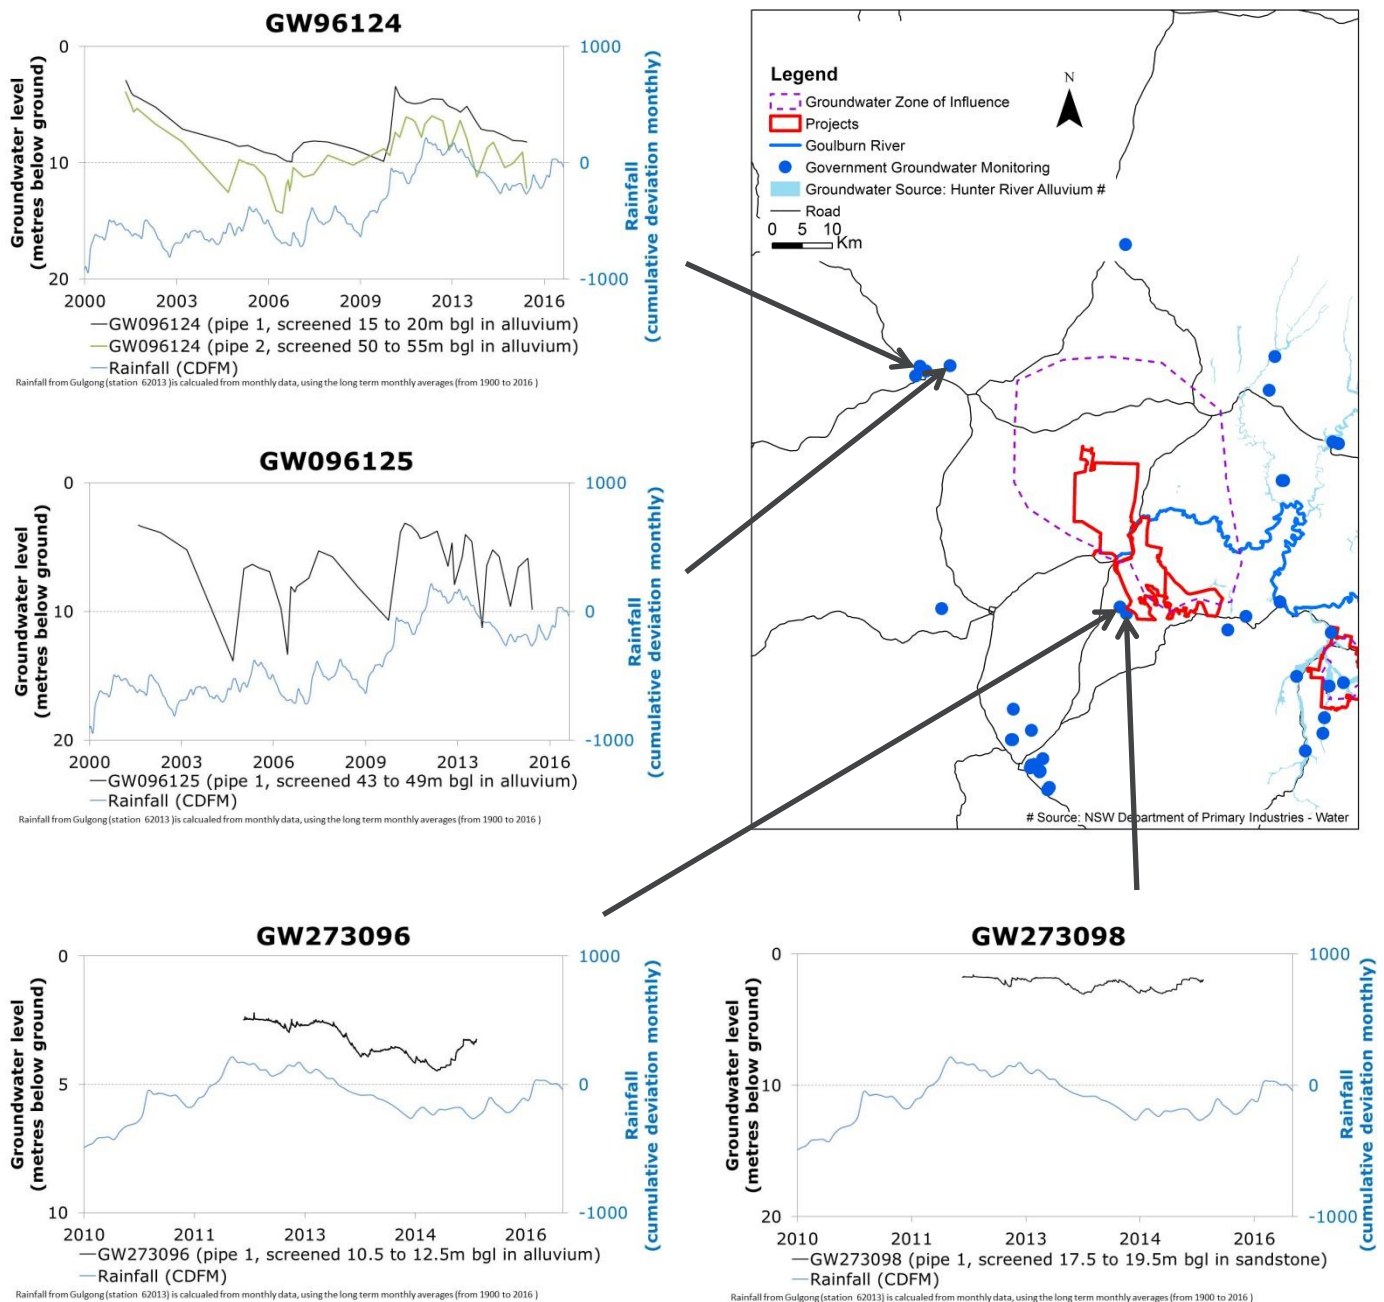 GW96124
Groundwater level
(metres below ground)
0
10
20
1000
0
-1000
Rainfall
(cumulative deviation monthly)
2000 2003 2006 2009 2013 2016
GW096124 (pipe 1, screened 15 to 20m bgl in alluvium)
GW096124 (pipe 2, screened 50 to 55m bgl in alluvium)
Rainfall (CDFM)
Rainfall from Gulgong (station 62013 )is calcualed from monthly data, using the long term monthly averages (from 1900 to 2016 )
Legend
Groundwater Zone of Influence
Projects
Goulburn River
Government Groundwater Monitoring
Groundwater Source: Hunter River Alluvium #
Road
0 5 10
Km
N
# Source: NSW Department of Primary Industries - Water
GW096125
Groundwater level
(metres below ground)
0
10
20
1000
0
-1000
Rainfall
(cumulative deviation monthly)
2000 2003 2006 2009 2013 2016
GW096125 (pipe 1, screened 43 to 49m bgl in alluvium)
Rainfall (CDFM)
Rainfall from Gulgong (station 62013 )is calcualed from monthly data, using the long term monthly averages (from 1900 to 2016 )
GW273096
Groundwater level
(metres below ground)
0
5
10
1000
0
-1000
Rainfall
(cumulative deviation monthly)
2010 2011 2013 2014 2016
GW273096 (pipe 1, screened 10.5 to 12.5m bgl in alluvium)
Rainfall (CDFM)
Rainfall from Gulgong (station 62013) is calcualed from monthly data, using the long term monthly averages (from 1900 to 2016 )
GW273098
Groundwater level
(metres below ground)
0
10
20
1000
0
-1000
Rainfall
(cumulative deviation monthly)
2010 2011 2013 2014 2016
GW273098 (pipe 1, screened 17.5 to 19.5m bgl in sandstone)
Rainfall (CDFM)
Rainfall from Gulgong (station 62013) is calcualed from monthly data, using the long term monthly averages (from 1900 to 2016 )